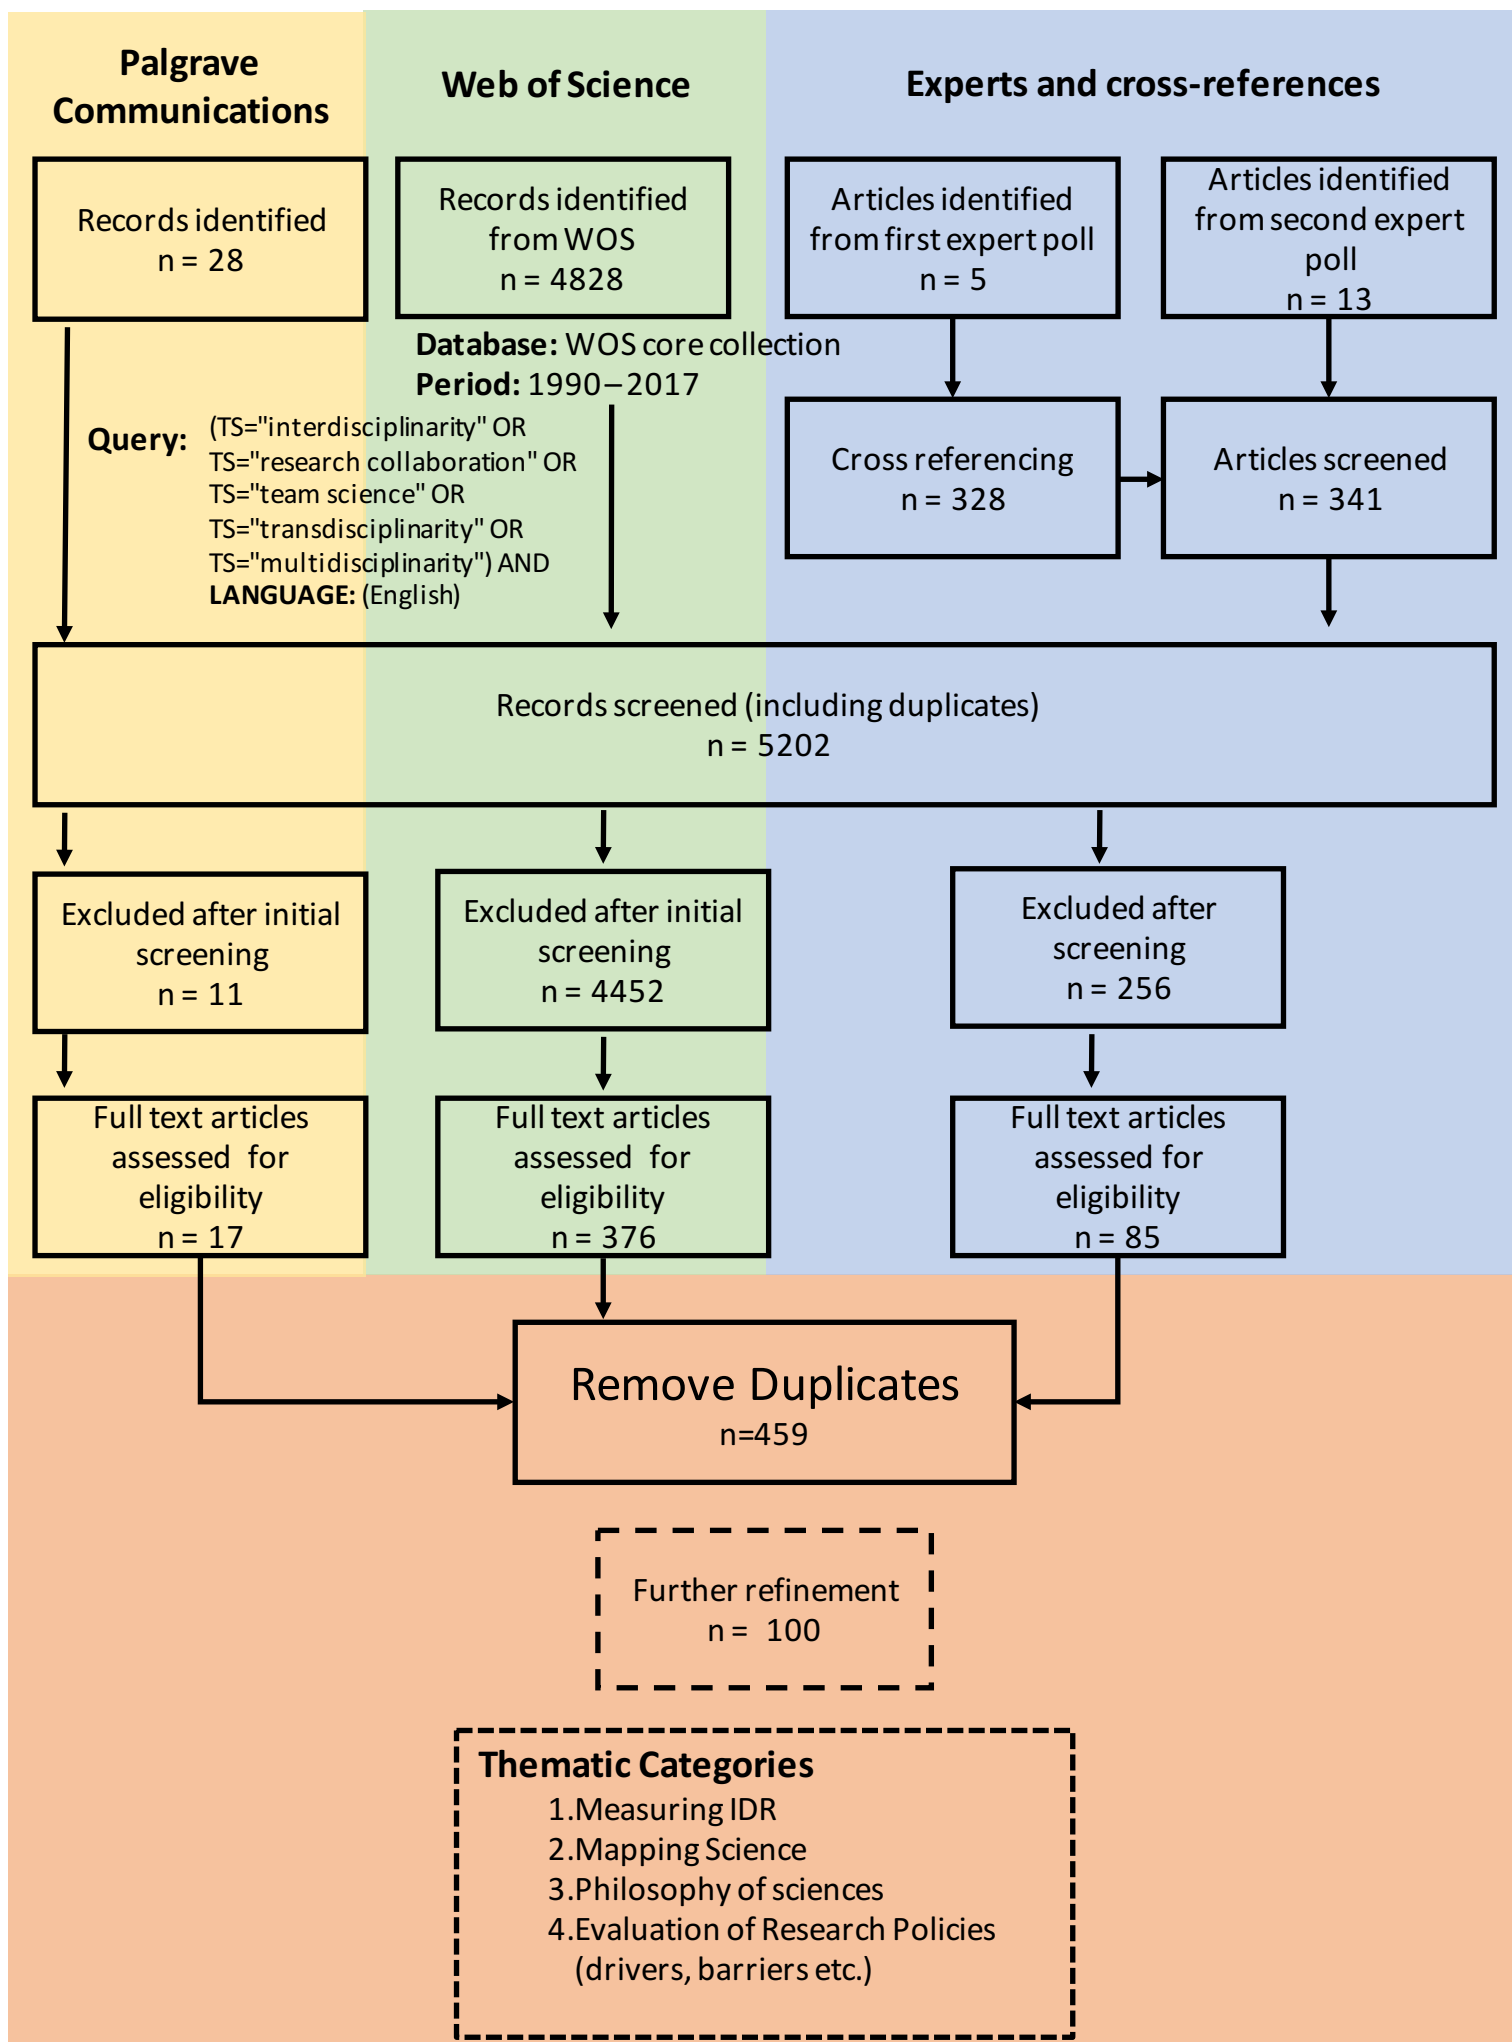 Palgrave
Communications
Web of Science
Experts and cross-references
Records identified
n = 28
Records identified
from WOS
n = 4828
Articles identified
from first expert poll
n = 5
Articles identified
from second expert
poll
n = 13
Database: WOS core collection
Period: 1990–2017
Query: (TS="interdisciplinarity" OR
TS="research collaboration" OR
TS="team science" OR
TS="transdisciplinarity" OR
TS="multidisciplinarity") AND
LANGUAGE: (English)
Cross referencing
n = 328
Articles screened
n = 341
Records screened (including duplicates)
n = 5202
Excluded after initial
screening
n = 11
Excluded after initial
screening
n = 4452
Excluded after
screening
n = 256
Full text articles
assessed for
eligibility
n = 17
Full text articles
assessed for
eligibility
n = 376
Full text articles
assessed for
eligibility
n = 85
Remove Duplicates
n=459
Further refinement
n = 100
Thematic Categories
1.Measuring IDR
2.Mapping Science
3.Philosophy of sciences
4.Evaluation of Research Policies
(drivers, barriers etc.)